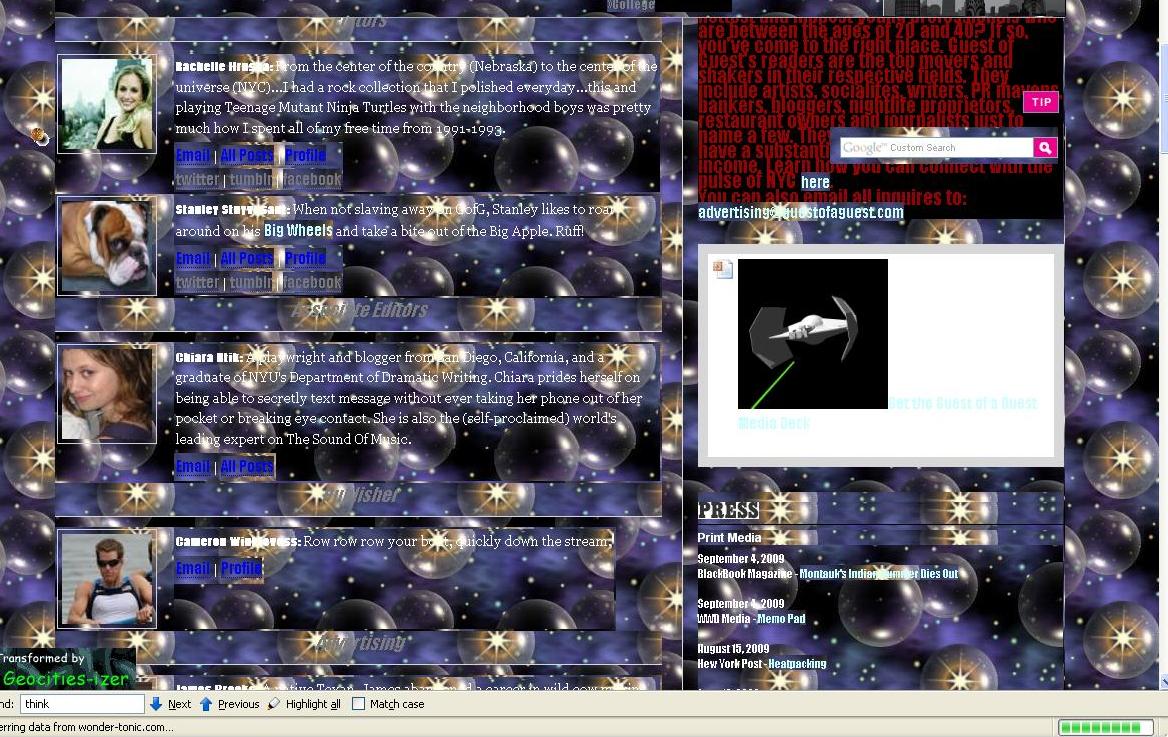 »College
Editors
Rachelle Hruska: From the center of the country (Nebraska) to the center of the
universe (NYC)...I had a rock collection that I polished everyday...this and
playing Teenage Mutant Ninja Turtles with the neighborhood boys was pretty
much how I spent all of my free time from 1991-1993.
Email | All Posts | Profile
twitter | tumblr | facebook
Stanley Stuyvesant: When not slaving away on GofG, Stanley likes to roar
around on his Big Wheels and take a bite out of the Big Apple. Ruff!
Email | All Posts | Profile
twitter | tumblr | facebook
Associate Editors
Chiara Atik: A playwright and blogger from San Diego, California, and a
graduate of NYU's Department of Dramatic Writing. Chiara prides herself on
being able to secretly text message without ever taking her phone out of her
pocket or breaking eye contact. She is also the (self-proclaimed) world's
leading expert on The Sound Of Music.
Email | All Posts
Publisher
Cameron Winklevoss: Row row row your boat, quickly down the stream,
Email | Profile
Advertising
James Brooks: A native Texan, James abandoned a career in wild cow
hottest and hippest young professionals who
are between the ages of 20 and 40? If so,
you've come to the right place. Guest of
Guest's readers are the top movers and
shakers in their respective fields. They
include artists, socialites, writers, PR mavens,
bankers, bloggers, nightlife proprietors,
restaurant owners and journalists just to
name a few. They
have a substantial
income. Learn how you can connect with the
pulse of NYC here.
You can also email all inquires to:
advertising@guestofaguest.com
TIP
Google™ Custom Search
Get the Guest of a Guest
Media Deck
PRESS
Print Media
September 4, 2009
BlackBook Magazine - Montauk's Indian Summer Dies Out
September 4, 2009
WWD Media - Memo Pad
August 15, 2009
New York Post - Heatpacking
Transformed by
Geocities-izer
nd: think Next Previous Highlight all Match case
erring data from wonder-tonic.com...